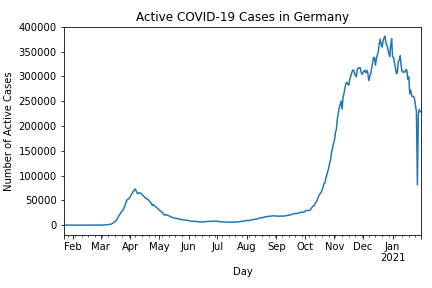 Active COVID-19 Cases in Germany
Number of Active Cases
400000
350000
300000
250000
200000
150000
100000
50000
0
Feb Mar Apr May Jun Jul Aug Sep Oct Nov Dec Jan
2021
Day